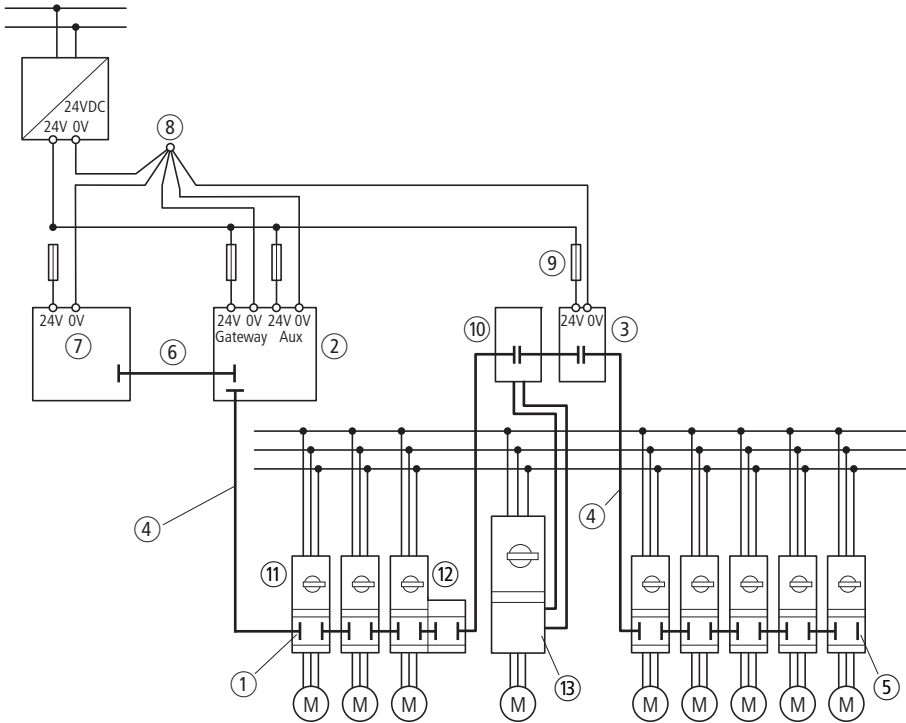 24VDC
24V 0V
⑧
⑨
24V 0V
24V 0V 24V 0V
Gateway Aux
24V 0V
⑦
⑥
②
⑩
③
④
④
⑪
⑫
①
⑬
⑤
M M M M M M M M M